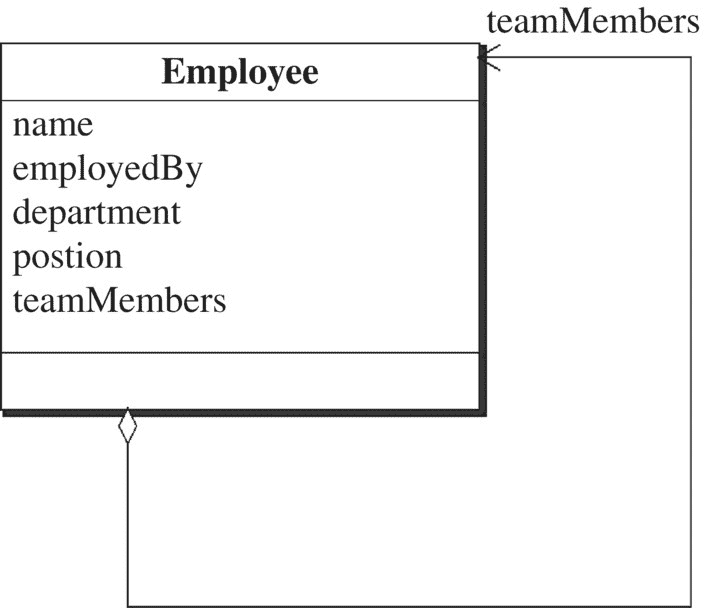 teamMembers
Employee
name
employedBy
department
postion
teamMembers